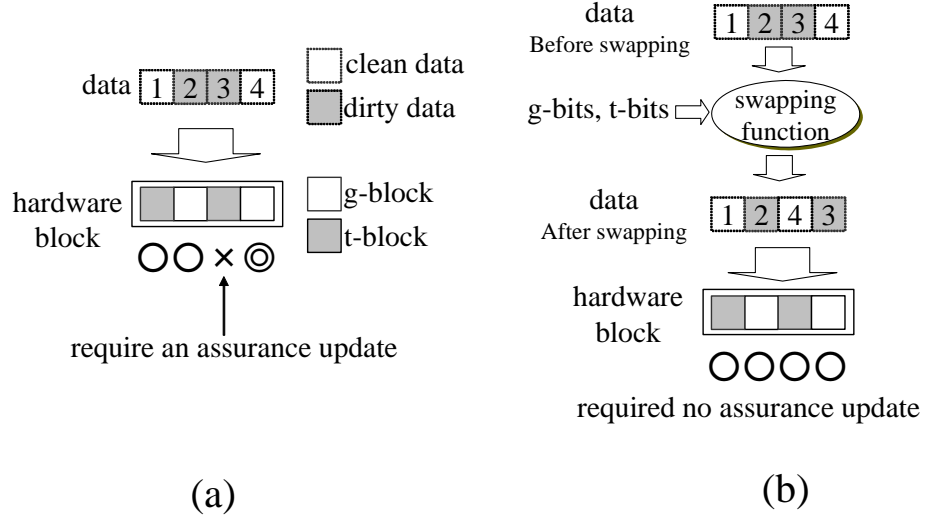 data
1 2 3 4
clean data
dirty data
hardware
block
g-block
t-block
require an assurance update
(a)
data
Before swapping
1 2 3 4
g-bits, t-bits
swapping
function
data
After swapping
1 2 4 3
hardware
block
required no assurance update
(b)